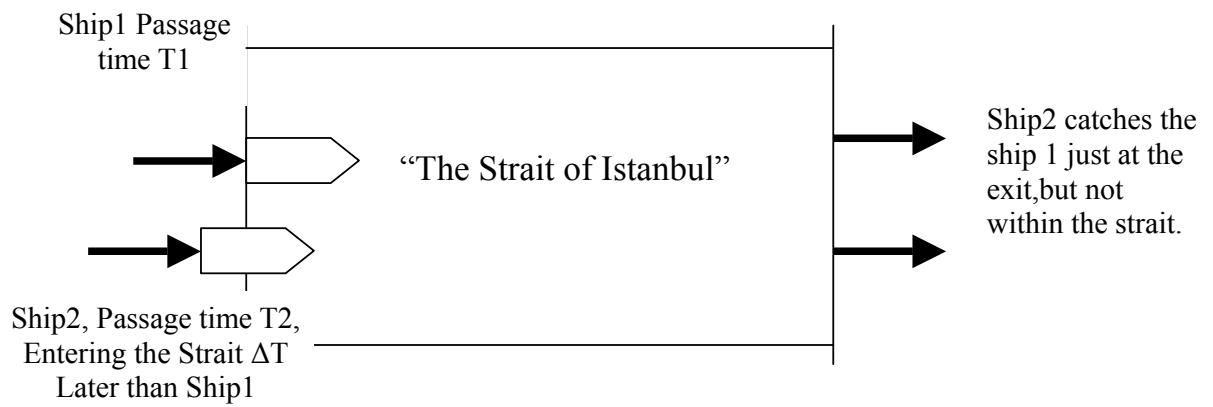 Ship1 Passage
time T1
“The Strait of Istanbul”
Ship2 catches the
ship 1 just at the
exit,but not
within the strait.
Ship2, Passage time T2,
Entering the Strait ΔT
Later than Ship1